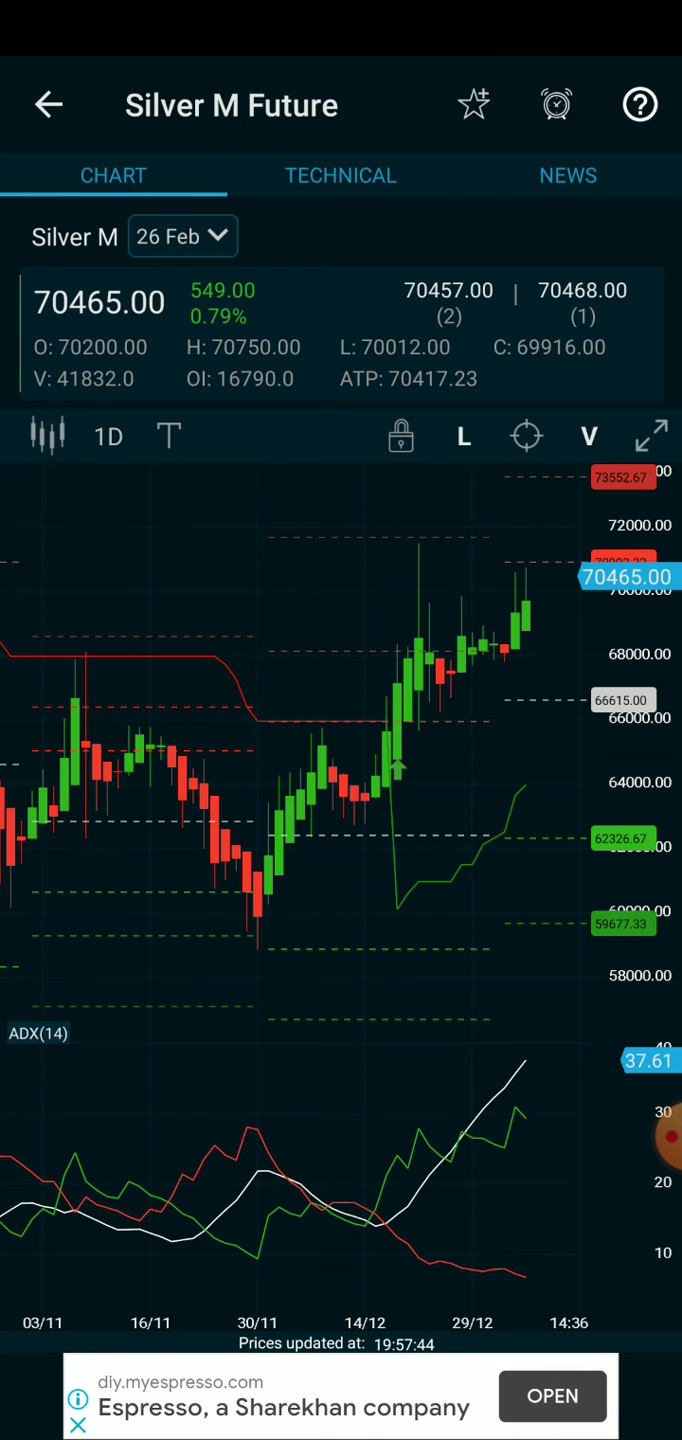 Silver M Future
CHART TECHNICAL NEWS
Silver M 26 Feb
70465.00 549.00 0.79% 70457.00 | 70468.00
(2) (1)
O: 70200.00 H: 70750.00 L: 70012.00 C: 69916.00
V: 41832.0 OI: 16790.0 ATP: 70417.23
1D T L V
73552.67
72000.00
70465.00
68000.00
66615.00
66000.00
64000.00
62326.67
59677.33
58000.00
ADX(14)
37.61
30
20
10
03/11 16/11 30/11 14/12 29/12 14:36
Prices updated at: 19:57:44
diy.myespresso.com
Espresso, a Sharekhan company
OPEN